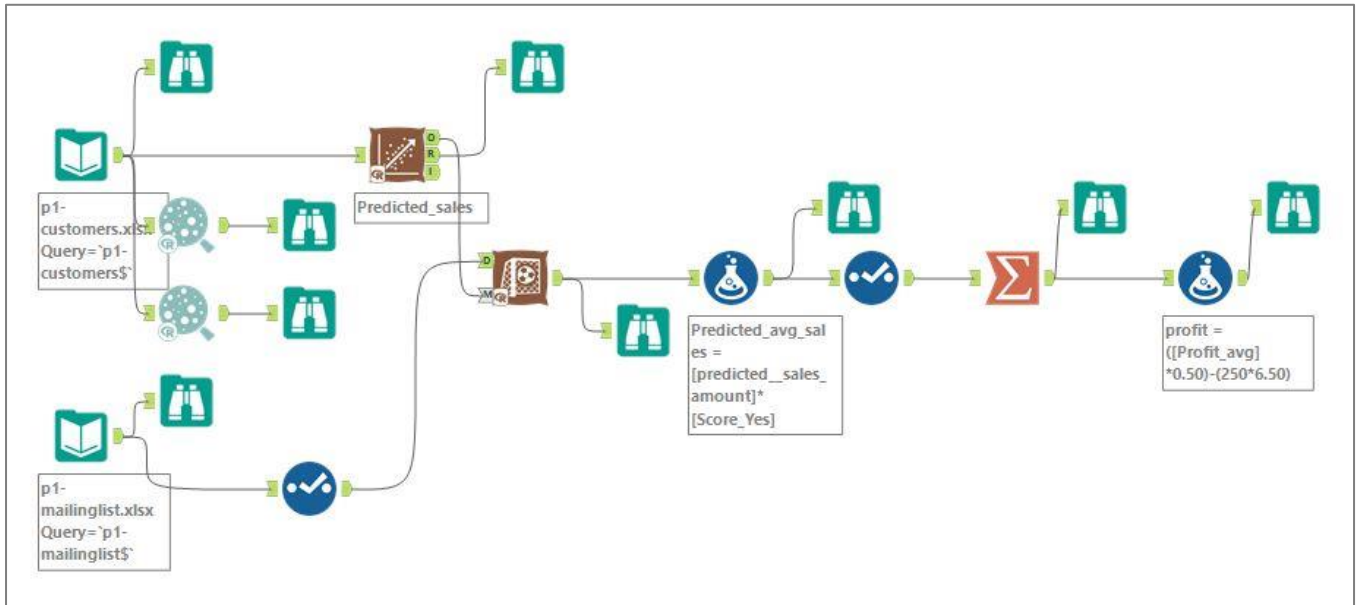 D
R
I
p1-
customers.xlsx
Query=`p1-
customers$`
Predicted_sales
R
R
R
D
M
R
Predicted_avg_sal
es =
[predicted__sales_
amount]*
[Score_Yes]
profit =
([Profit_avg]
*0.50)-(250*6.50)
p1-
mailinglist.xlsx
Query=`p1-
mailinglist$`